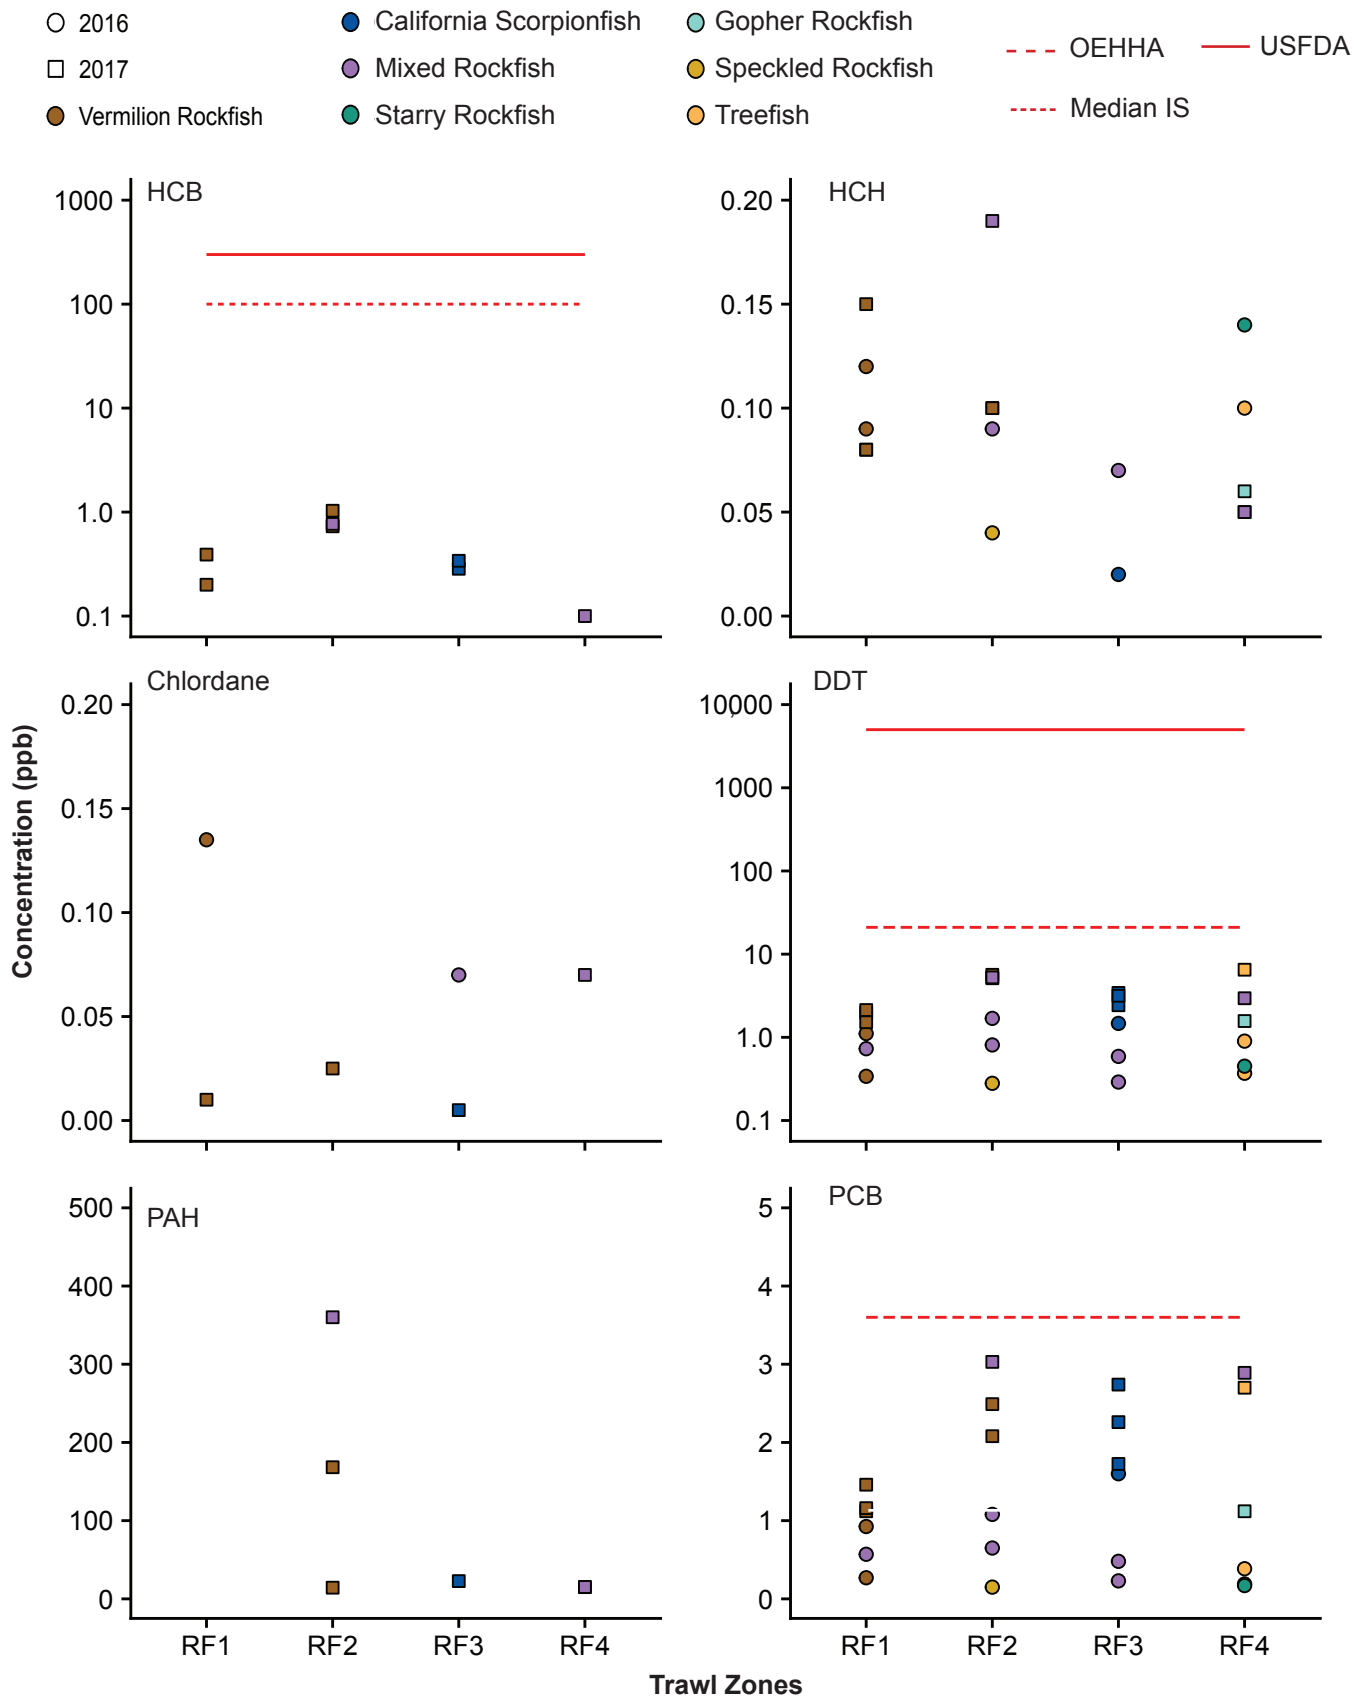 2016
2017
Vermilion Rockfish
California Scorpionfish
Mixed Rockfish
Starry Rockfish
Gopher Rockfish
Speckled Rockfish
Treefish
OEHHA
USFDA
Median IS
HCB
1000
100
10
1.0
0.1
HCH
0.20
0.15
0.10
0.05
0.00
Concentration (ppb)
Chlordane
0.20
0.15
0.10
0.05
0.00
DDT
10,000
1000
100
10
1.0
0.1
PAH
500
400
300
200
100
0
RF1 RF2 RF3 RF4
PCB
5
4
3
2
1
0
RF1 RF2 RF3 RF4
Trawl Zones